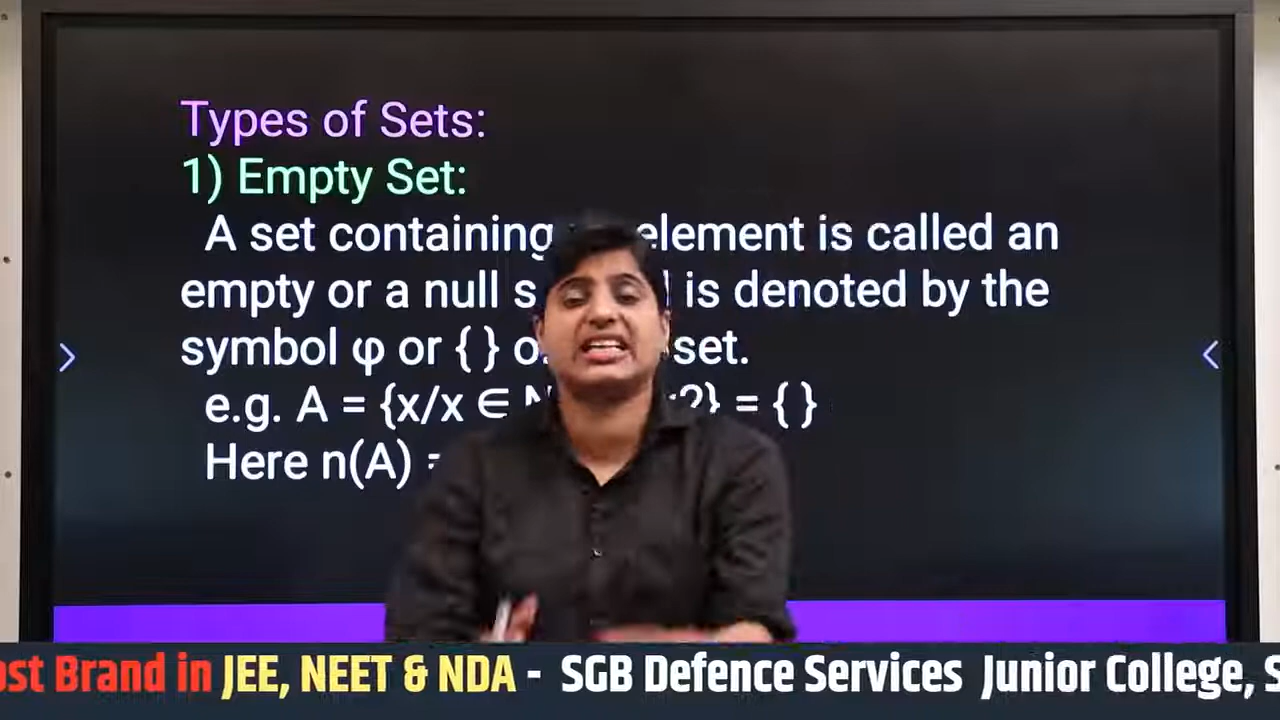 Types of Sets:
1) Empty Set:
A set containing element is called an
empty or a null is denoted by the
symbol φ or { } set.
e.g. A = {x/x ∈ = { }
Here n(A)
Brand in JEE, NEET & NDA - SGB Defence Services Junior College,